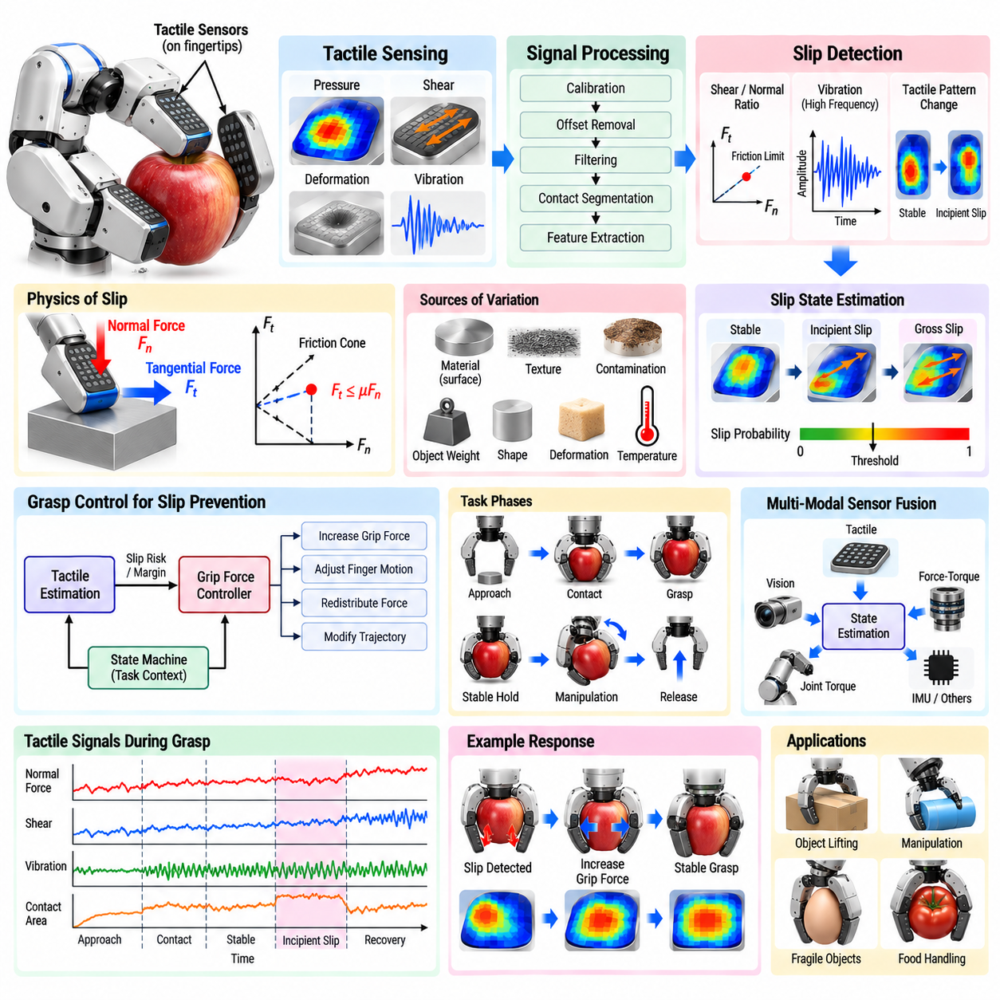 Tactile Sensors
(on fingertips)
Tactile Sensing
Pressure
Shear
Deformation
Vibration
Signal Processing
Calibration
Offset Removal
Filtering
Contact Segmentation
Feature Extraction
Slip Detection
Shear / Normal
Ratio
Fₜ
Friction Limit
Fₙ
Vibration
(High Frequency)
Amplitude
Time
Tactile Pattern
Change
Stable
Incipient Slip
Physics of Slip
Normal Force
Fₙ
Tangential Force
Fₜ
Fₜ
Friction Cone
Fₜ ≤ μFₙ
Fₙ
Sources of Variation
Material
(surface)
Texture
Contamination
Object Weight
Shape
Deformation
Temperature
Slip State Estimation
Stable
Incipient Slip
Gross Slip
Slip Probability
0
1
Threshold
Grasp Control for Slip Prevention
Tactile
Estimation
Slip Risk
/ Margin
Grip Force
Controller
State Machine
(Task Context)
Increase Grip Force
Adjust Finger Motion
Redistribute Force
Modify Trajectory
Task Phases
Approach
Contact
Grasp
Stable Hold
Manipulation
Release
Multi-Modal Sensor Fusion
Tactile
Vision
Force-Torque
State
Estimation
Joint Torque
IMU / Others
Tactile Signals During Grasp
Normal
Force
Shear
Vibration
Contact
Area
Approach
Contact
Stable
Incipient Slip
Recovery
Time
Example Response
Slip Detected
Increase
Grip Force
Stable Grasp
Applications
Object Lifting
Manipulation
Fragile Objects
Food Handling